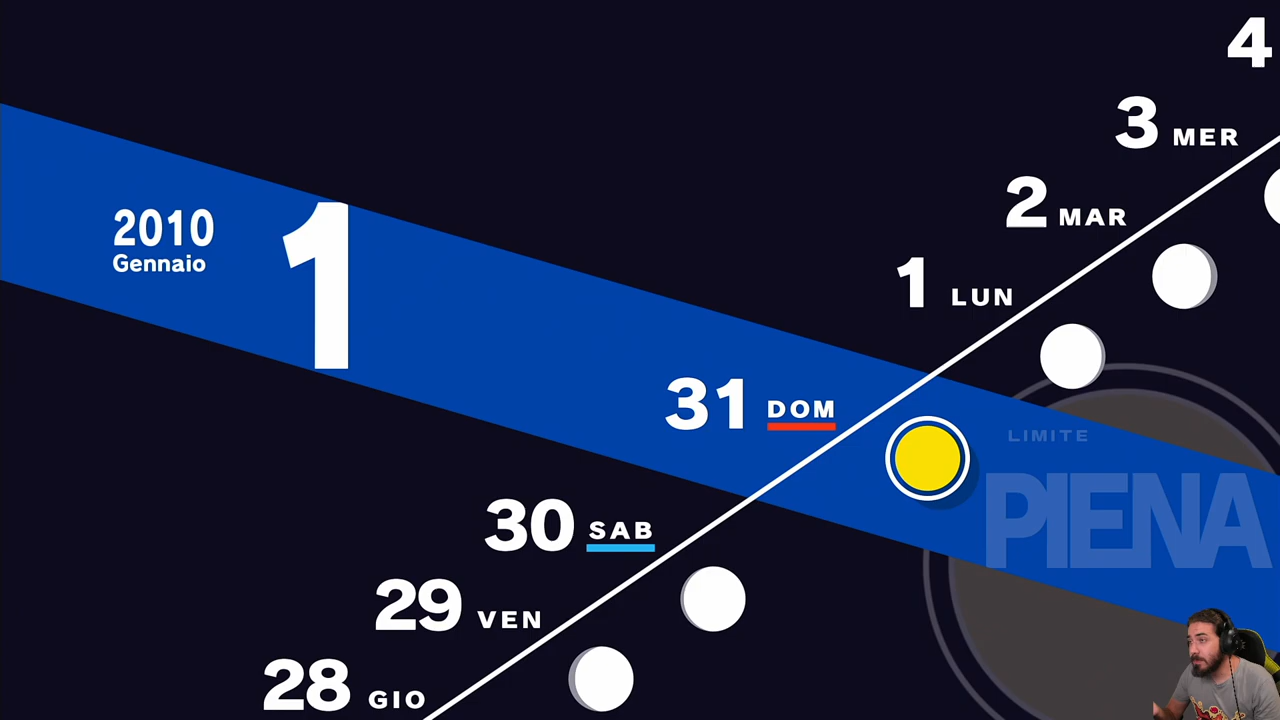 4
3 MER
2 MAR
1 LUN
2010
Gennaio
1
31 DOM
LIMITE
PIENA
30 SAB
29 VEN
28 GIO